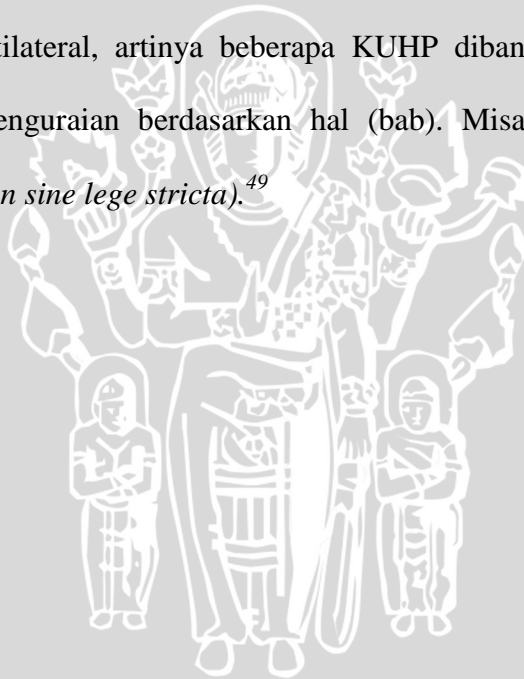 tilateral, artinya beberapa KUHP diban
enguraian berdasarkan hal (bab). Misa
n sine lege stricta).49